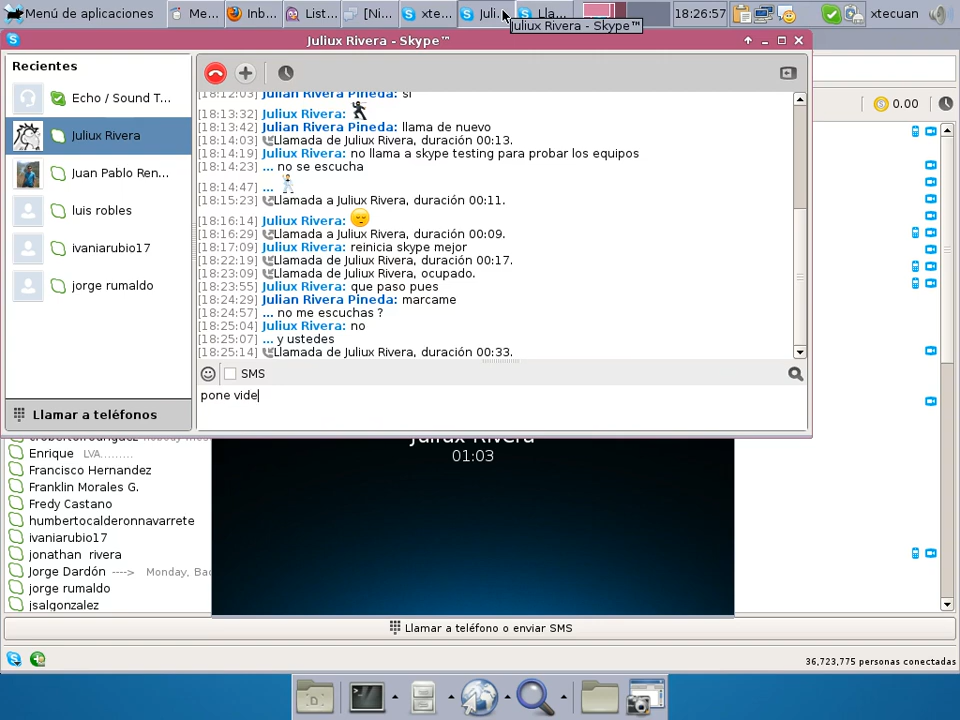 Menú de aplicaciones
Me...
Inb...
List...
[Ni...
xte...
Juli...
Lla...
18:26:57
xtecuan
Juliux Rivera - Skype™
Juliux Rivera - Skype™
Recientes
Echo / Sound T...
Juliux Rivera
Juan Pablo Ren...
luis robles
ivaniarubio17
jorge rumaldo
Llamar a teléfonos
[18:12:03] Julian Rivera Pineda: si
[18:13:32] Juliux Rivera:
[18:13:42] Julian Rivera Pineda: llama de nuevo
[18:14:03] Llamada de Juliux Rivera, duración 00:13.
[18:14:19] Juliux Rivera: no llama a skype testing para probar los equipos
[18:14:23] ... no se escucha
[18:14:47] ...
[18:15:23] Llamada a Juliux Rivera, duración 00:11.
[18:16:14] Juliux Rivera:
[18:16:29] Llamada a Juliux Rivera, duración 00:09.
[18:17:09] Juliux Rivera: reinicia skype mejor
[18:22:19] Llamada de Juliux Rivera, duración 00:17.
[18:23:09] Llamada de Juliux Rivera, ocupado.
[18:23:55] Juliux Rivera: que paso pues
[18:24:29] Julian Rivera Pineda: marcame
[18:24:57] ... no me escuchas ?
[18:25:04] Juliux Rivera: no
[18:25:07] ... y ustedes
[18:25:14] Llamada de Juliux Rivera, duración 00:33.
SMS
pone vide
0.00
Juliux Rivera
01:03
Enrique LVA.........
Francisco Hernandez
Franklin Morales G.
Fredy Castano
humbertocalderonnavarrete
ivaniarubio17
jonathan rivera
Jorge Dardón ----> Monday, Bac
jorge rumaldo
jsalgonzalez
Llamar a teléfono o enviar SMS
36,723,775 personas conectadas